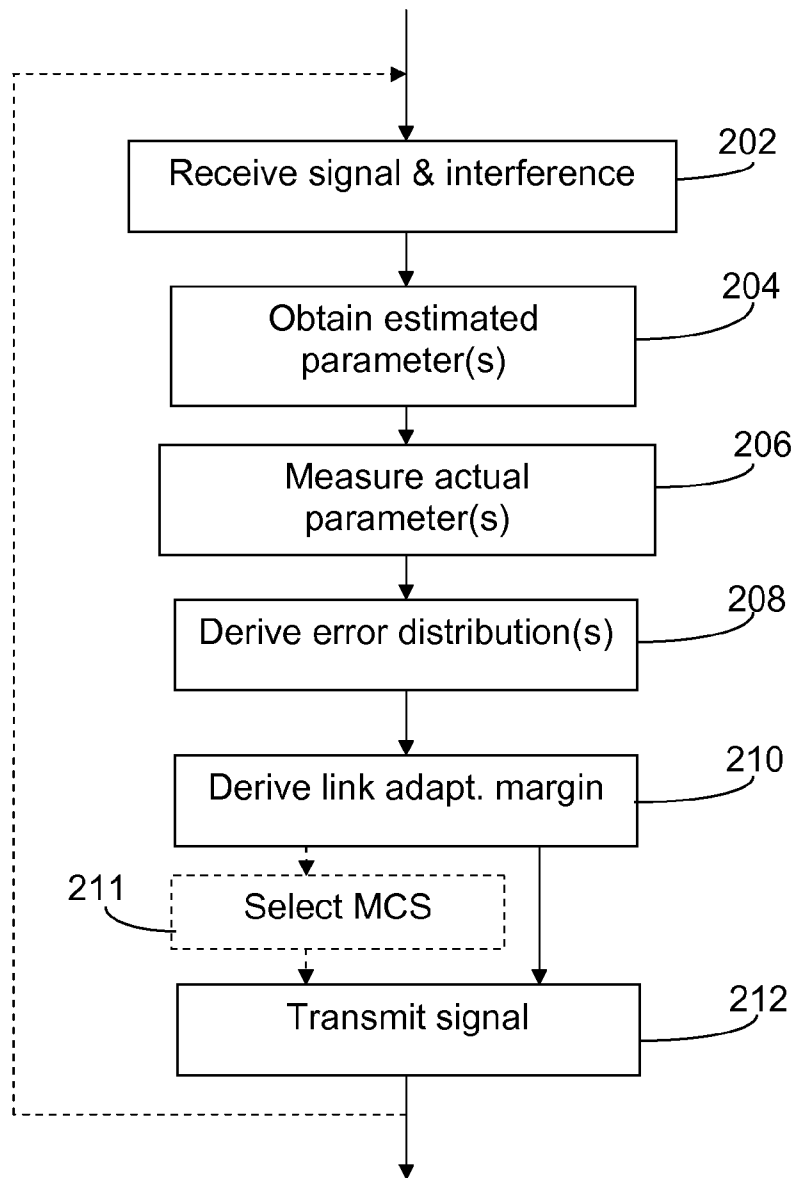 202
Receive signal & interference
204
Obtain estimated
parameter(s)
206
Measure actual
parameter(s)
208
Derive error distribution(s)
210
Derive link adapt. margin
211
Select MCS
212
Transmit signal